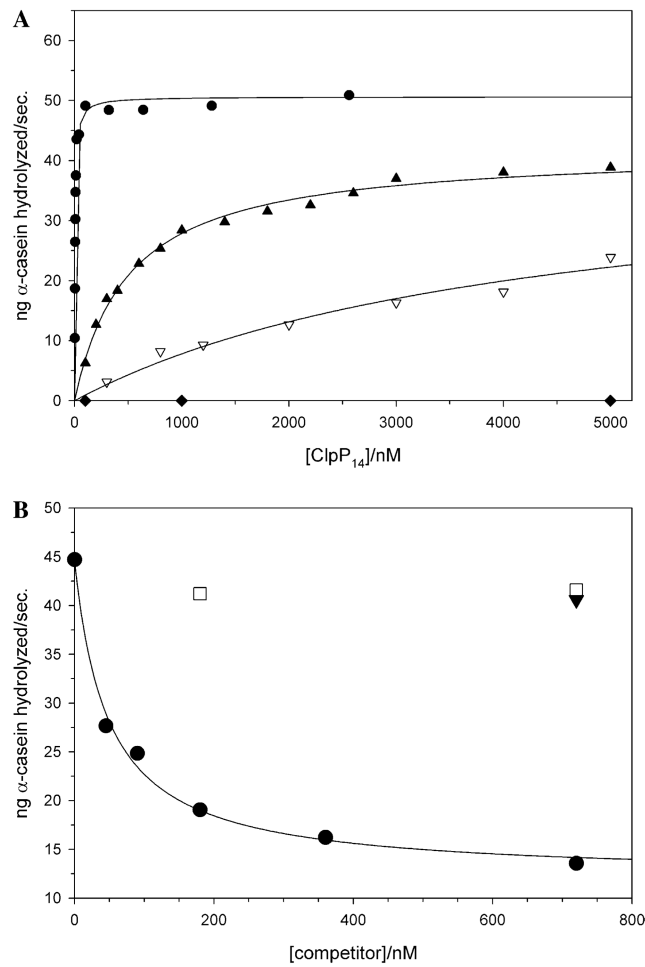 A
60
50
40
30
20
10
0
ng α-casein hydrolyzed/sec.
0 1000 2000 3000 4000 5000
[ClpP₁₄]/nM
B
50
45
40
35
30
25
20
15
10
ng α-casein hydrolyzed/sec.
0 200 400 600 800
[competitor]/nM